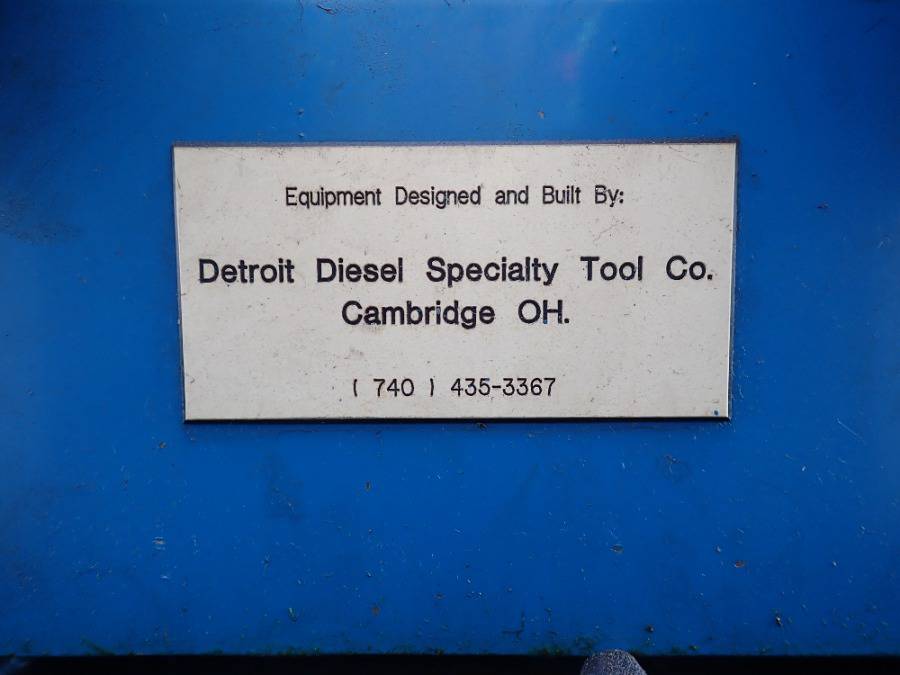 Equipment Designed and Built By:
Detroit Diesel Specialty Tool Co.
Cambridge OH.
( 740 ) 435-3367